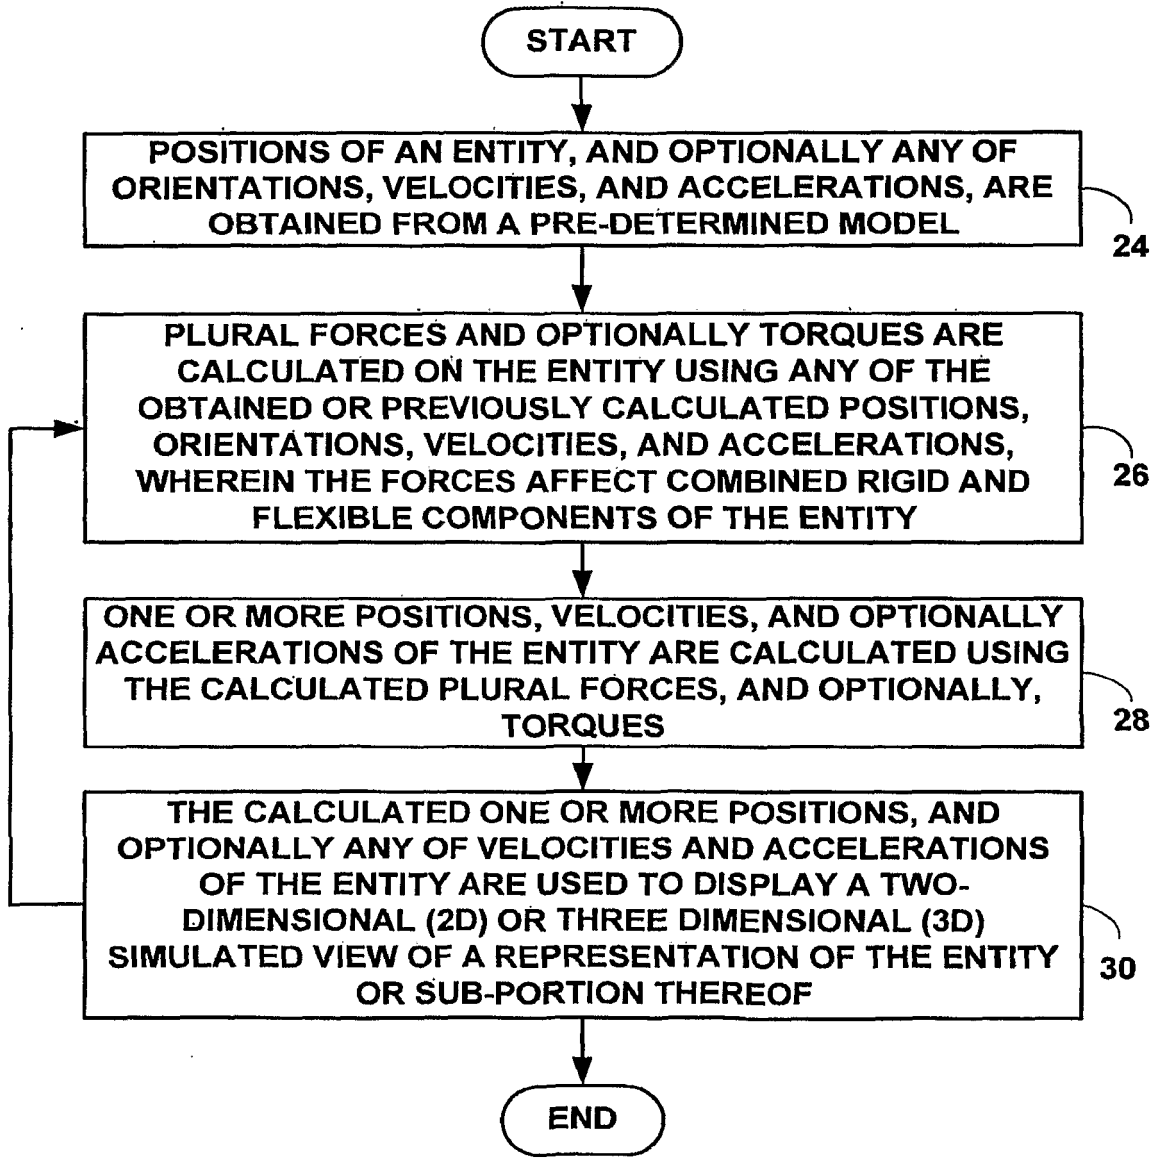 START
POSITIONS OF AN ENTITY, AND OPTIONALLY ANY OF
ORIENTATIONS, VELOCITIES, AND ACCELERATIONS, ARE
OBTAINED FROM A PRE-DETERMINED MODEL
24
PLURAL FORCES AND OPTIONALLY TORQUES ARE
CALCULATED ON THE ENTITY USING ANY OF THE
OBTAINED OR PREVIOUSLY CALCULATED POSITIONS,
ORIENTATIONS, VELOCITIES, AND ACCELERATIONS,
WHEREIN THE FORCES AFFECT COMBINED RIGID AND
FLEXIBLE COMPONENTS OF THE ENTITY
26
ONE OR MORE POSITIONS, VELOCITIES, AND OPTIONALLY
ACCELERATIONS OF THE ENTITY ARE CALCULATED USING
THE CALCULATED PLURAL FORCES, AND OPTIONALLY,
TORQUES
28
THE CALCULATED ONE OR MORE POSITIONS, AND
OPTIONALLY ANY OF VELOCITIES AND ACCELERATIONS
OF THE ENTITY ARE USED TO DISPLAY A TWO-
DIMENSIONAL (2D) OR THREE DIMENSIONAL (3D)
SIMULATED VIEW OF A REPRESENTATION OF THE ENTITY
OR SUB-PORTION THEREOF
30
END